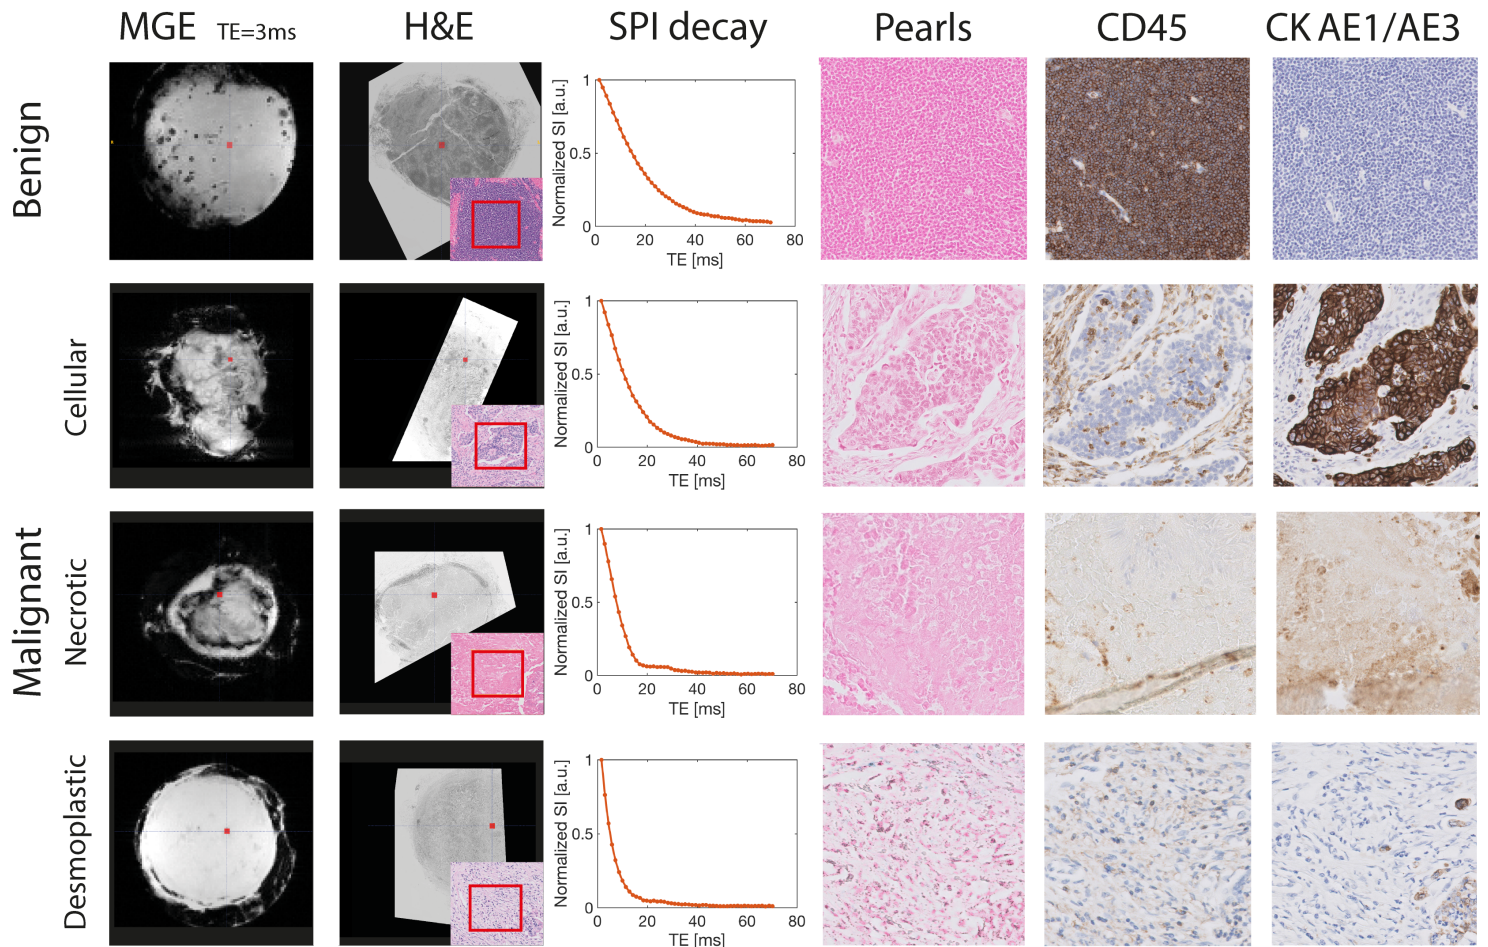 MGE TE=3ms H&E SPI decay Pearls CD45 CK AE1/AE3
Benign
Normalized SI [a.u.]
1
0.5
0
0 20 40 60 80
TE [ms]
Malignant
Cellular
Normalized SI [a.u.]
1
0.5
0
0 20 40 60 80
TE [ms]
Necrotic
Normalized SI [a.u.]
1
0.5
0
0 20 40 60 80
TE [ms]
Desmoplastic
Normalized SI [a.u.]
1
0.5
0
0 20 40 60 80
TE [ms]